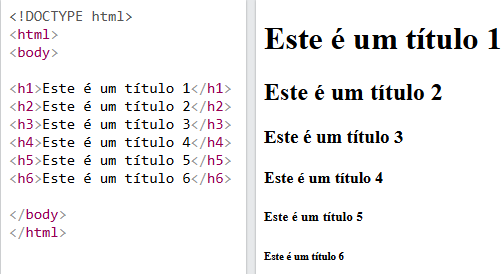 <!DOCTYPE html>
<html>
<body>
<h1>Este é um título 1</h1>
<h2>Este é um título 2</h2>
<h3>Este é um título 3</h3>
<h4>Este é um título 4</h4>
<h5>Este é um título 5</h5>
<h6>Este é um título 6</h6>
</body>
</html>
Este é um título 1
Este é um título 2
Este é um título 3
Este é um título 4
Este é um título 5
Este é um título 6